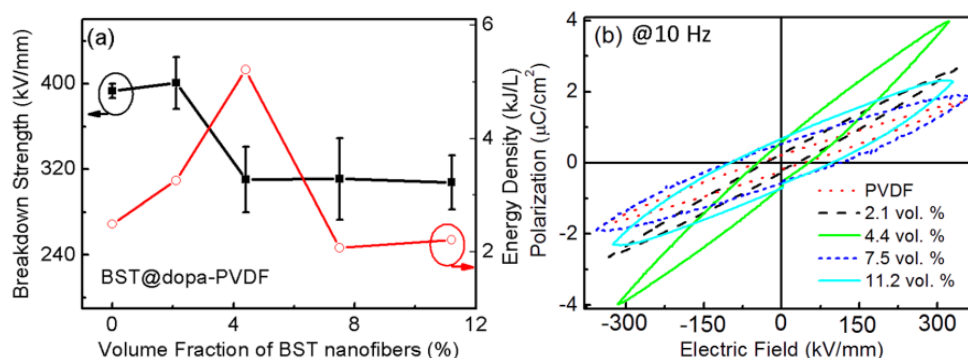 (a)
Breakdown Strength (kV/mm)
400
320
240
BST@dopa-PVDF
0
4
8
12
Volume Fraction of BST nanofibers (%)
6
4
2
Energy Density (kJ/L)
(b)
@10 Hz
Polarization (μC/cm²)
4
2
0
-2
-4
PVDF
2.1 vol. %
4.4 vol. %
7.5 vol. %
11.2 vol. %
-300
-150
0
150
300
Electric Field (kV/mm)